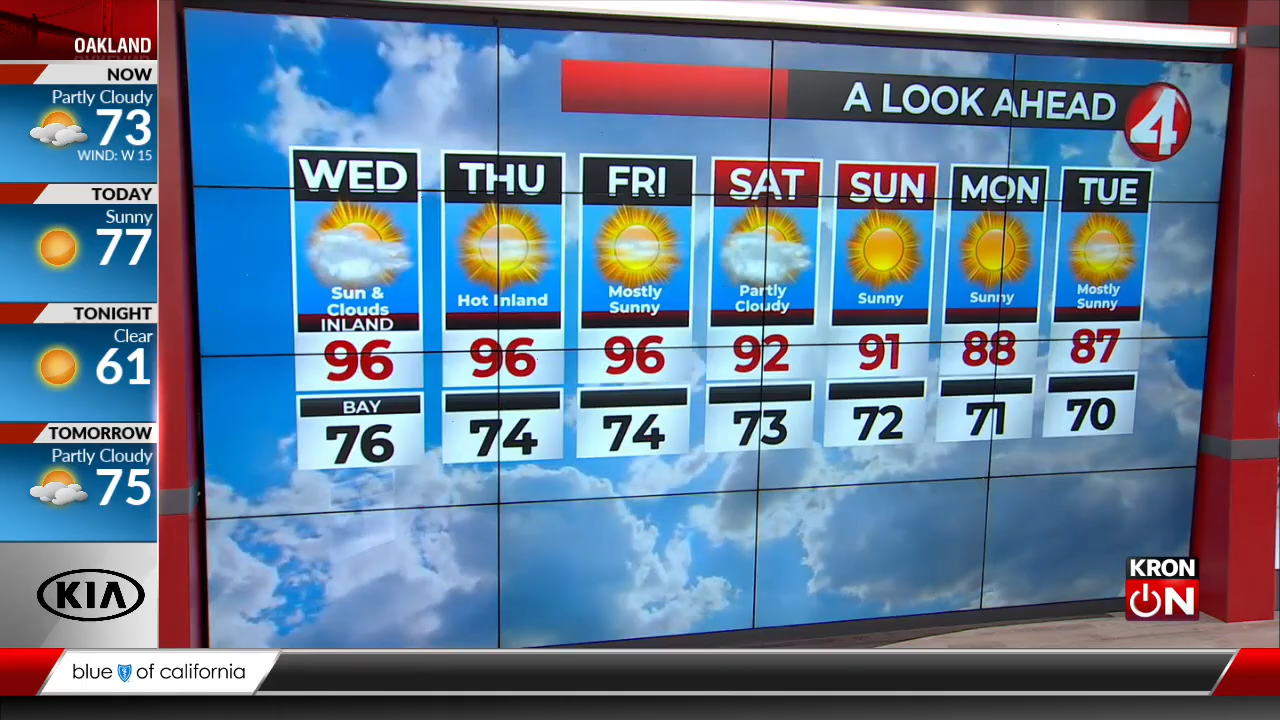 OAKLAND
NOW
Partly Cloudy
73
WIND: W 15
TODAY
Sunny
77
TONIGHT
Clear
61
TOMORROW
Partly Cloudy
75
KIA
A LOOK AHEAD
4
WED THU FRI SAT SUN MON TUE
Sun &
Clouds
Hot Inland
Mostly
Sunny
Partly
Cloudy
Sunny
Sunny
Mostly
Sunny
INLAND
96 96 96 92 91 88 87
BAY
76 74 74 73 72 71 70
KRON
ON
blue of california